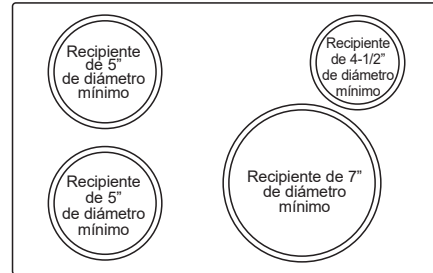 Recipiente
de 5”
de diámetro
mínimo
Recipiente
de 4-1/2”
de diámetro
mínimo
Recipiente
de 5”
de diámetro
mínimo
Recipiente de 7”
de diámetro
mínimo